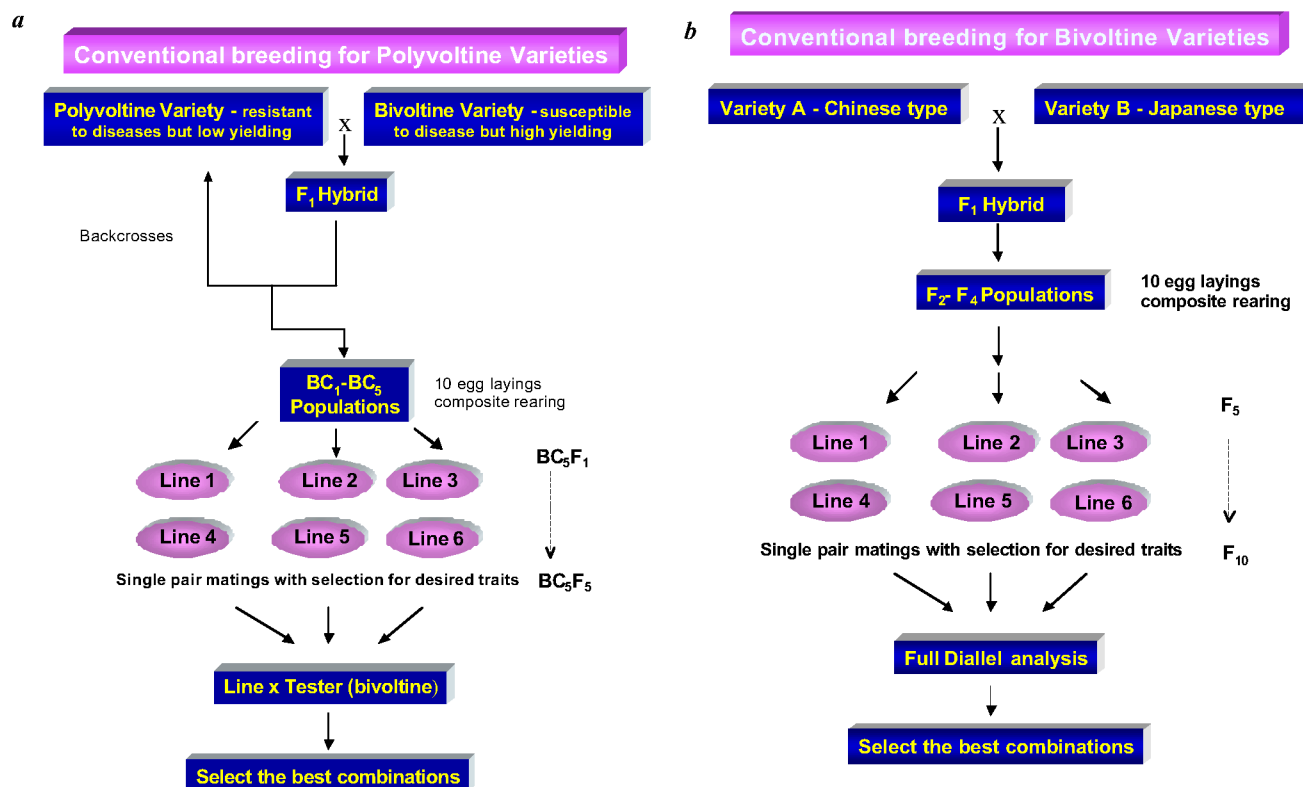 a
Conventional breeding for Polyvoltine Varieties
Polyvoltine Variety - resistant
to diseases but low yielding
X
Bivoltine Variety - susceptible
to disease but high yielding
F₁ Hybrid
Backcrosses
BC₁-BC₅
Populations
10 egg layings
composite rearing
Line 1
Line 2
Line 3
BC₅F₁
Line 4
Line 5
Line 6
Single pair matings with selection for desired traits
BC₅F₅
Line x Tester (bivoltine)
Select the best combinations
b
Conventional breeding for Bivoltine Varieties
Variety A - Chinese type
X
Variety B - Japanese type
F₁ Hybrid
F₂- F₄ Populations
10 egg layings
composite rearing
F₅
Line 1
Line 2
Line 3
Line 4
Line 5
Line 6
Single pair matings with selection for desired traits
F₁₀
Full Diallel analysis
Select the best combinations